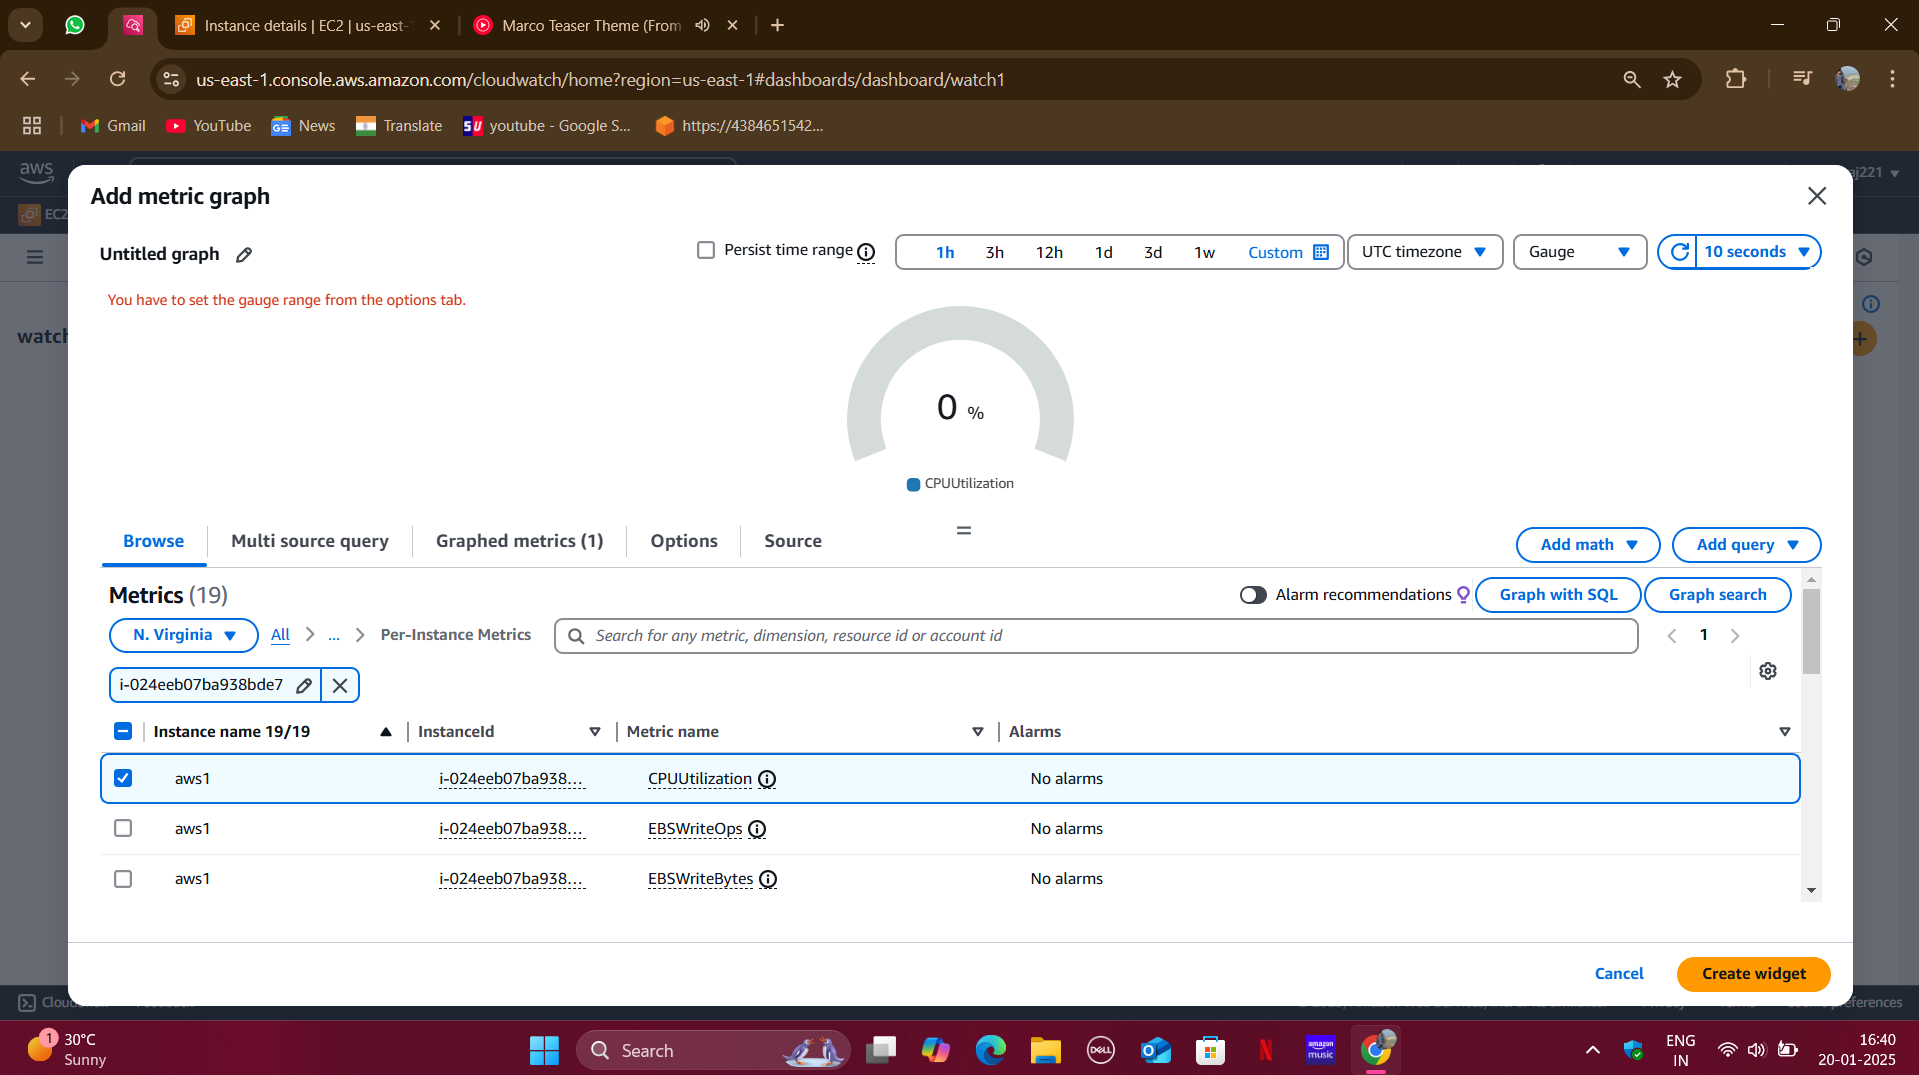 Instance details | EC2 | us-east-1
Marco Teaser Theme (From
us-east-1.console.aws.amazon.com/cloudwatch/home?region=us-east-1#dashboards/dashboard/watch1
Gmail
YouTube
News
Translate
youtube - Google S...
https://4384651542...
aws
aj221
EC2
watch
Add metric graph
Untitled graph
Persist time range
1h 3h 12h 1d 3d 1w Custom
UTC timezone
Gauge
10 seconds
You have to set the gauge range from the options tab.
0 %
CPUUtilization
Browse
Multi source query
Graphed metrics (1)
Options
Source
Add math
Add query
Metrics (19)
Alarm recommendations
Graph with SQL
Graph search
N. Virginia
All
...
Per-Instance Metrics
Search for any metric, dimension, resource id or account id
1
i-024eeb07ba938bde7
Instance name 19/19
InstanceId
Metric name
Alarms
aws1 i-024eeb07ba938... CPUUtilization No alarms
aws1 i-024eeb07ba938... EBSWriteOps No alarms
aws1 i-024eeb07ba938... EBSWriteBytes No alarms
Cancel
Create widget
1
30°C
Sunny
Search
DELL
amazon
music
ENG
IN
16:40
20-01-2025